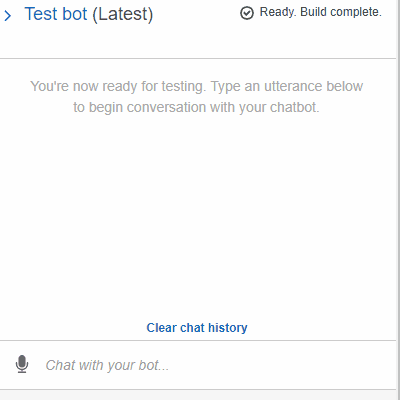 Test bot (Latest) Ready. Build complete.
You're now ready for testing. Type an utterance below
to begin conversation with your chatbot.
Clear chat history
Chat with your bot...